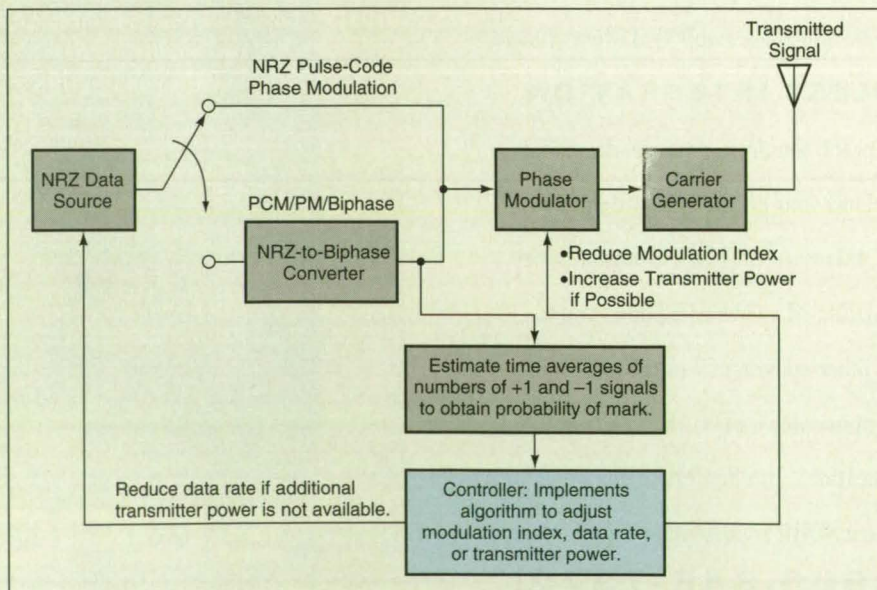 Transmitted
Signal
NRZ Pulse-Code
Phase Modulation
NRZ Data
Source
Phase
Modulator
Carrier
Generator
PCM/PM/Biphase
NRZ-to-Biphase
Converter
•Reduce Modulation Index
•Increase Transmitter Power
if Possible
Estimate time averages of
numbers of +1 and –1 signals
to obtain probability of mark.
Reduce data rate if additional
transmitter power is not available.
Controller: Implements
algorithm to adjust
modulation index, data rate,
or transmitter power.